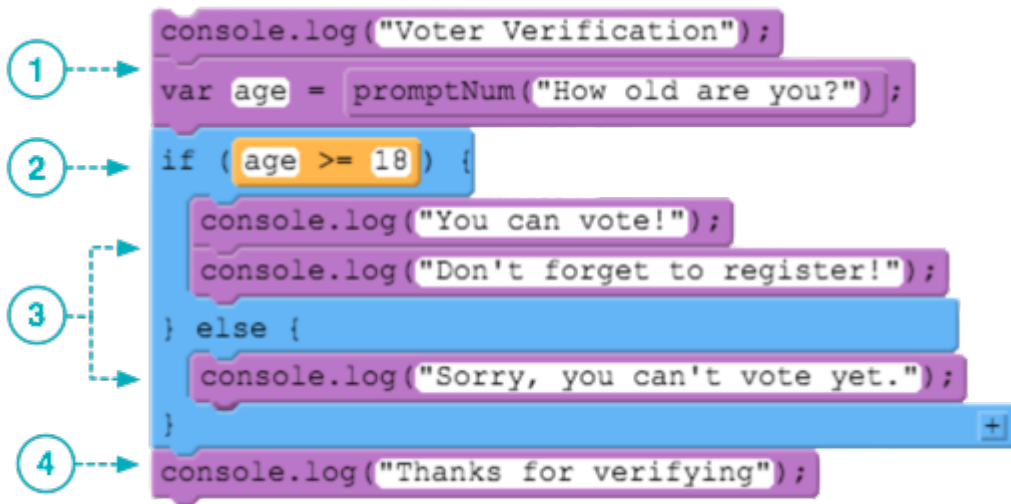 console.log("Voter Verification");
1
var age = promptNum("How old are you?");
2
if (age >= 18) {
console.log("You can vote!");
console.log("Don't forget to register!");
3
} else {
console.log("Sorry, you can't vote yet.");
}
+
4
console.log("Thanks for verifying");